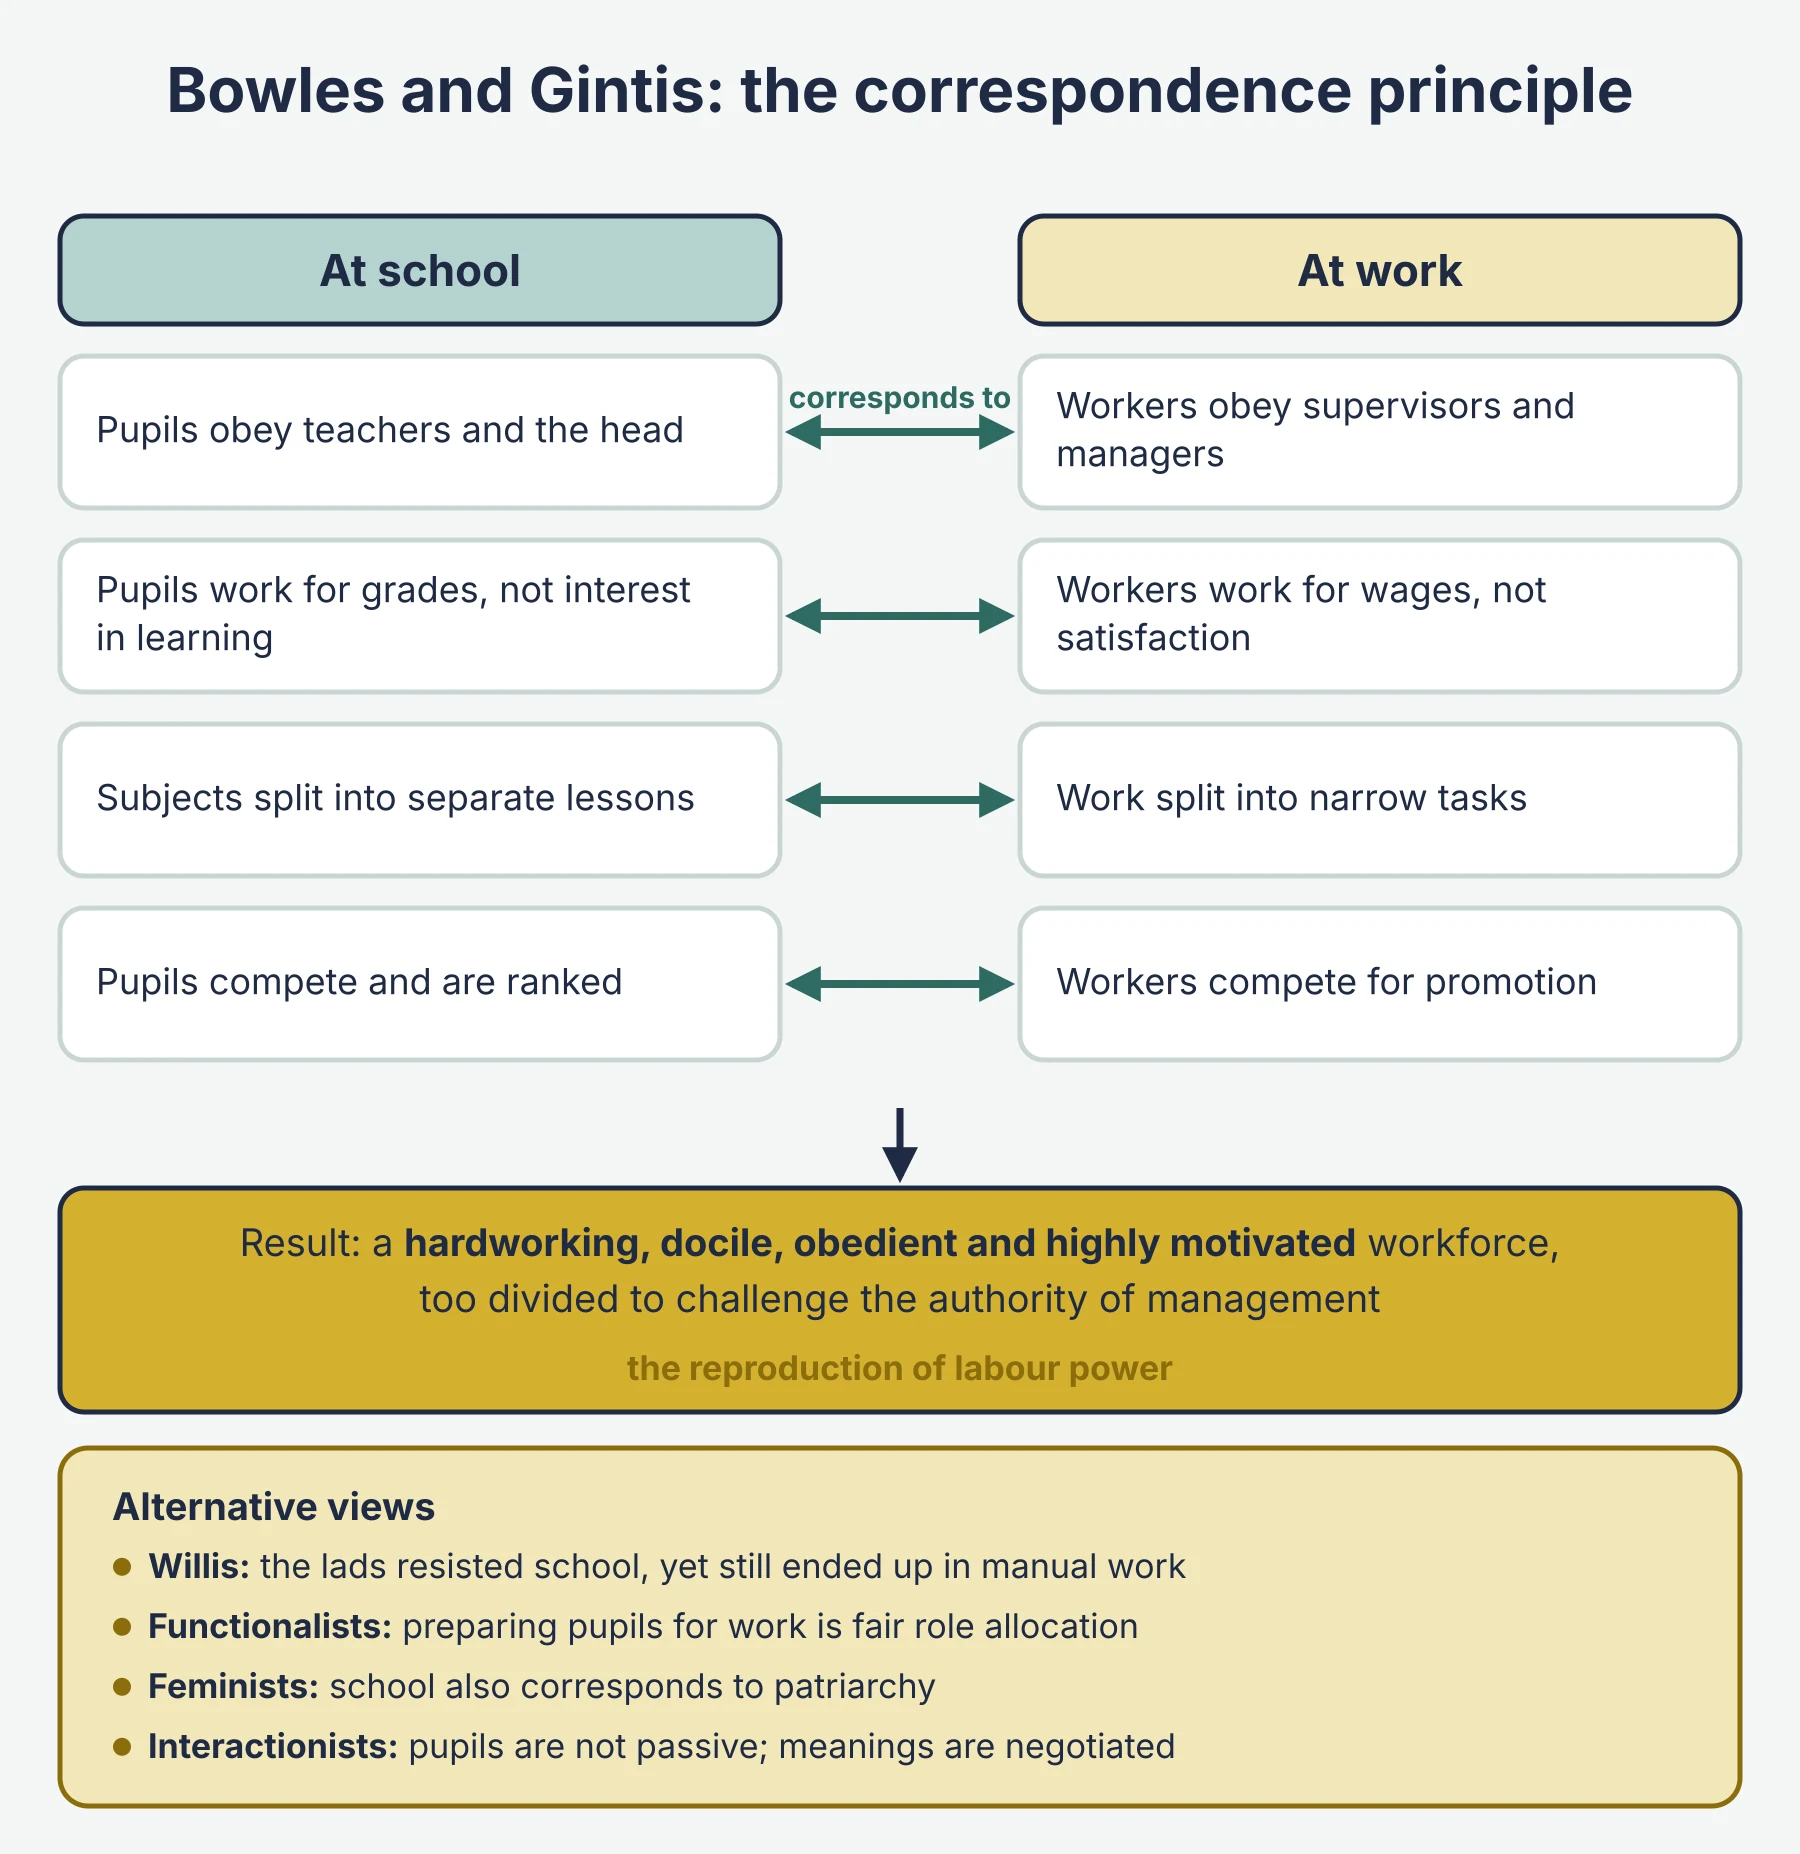 Bowles and Gintis: the correspondence principle
At school
At work
Pupils obey teachers and the head
corresponds to
Workers obey supervisors and
managers
Pupils work for grades, not interest
in learning
Workers work for wages, not
satisfaction
Subjects split into separate lessons
Work split into narrow tasks
Pupils compete and are ranked
Workers compete for promotion
Result: a hardworking, docile, obedient and highly motivated workforce,
too divided to challenge the authority of management
the reproduction of labour power
Alternative views
Willis: the lads resisted school, yet still ended up in manual work
Functionalists: preparing pupils for work is fair role allocation
Feminists: school also corresponds to patriarchy
Interactionists: pupils are not passive; meanings are negotiated